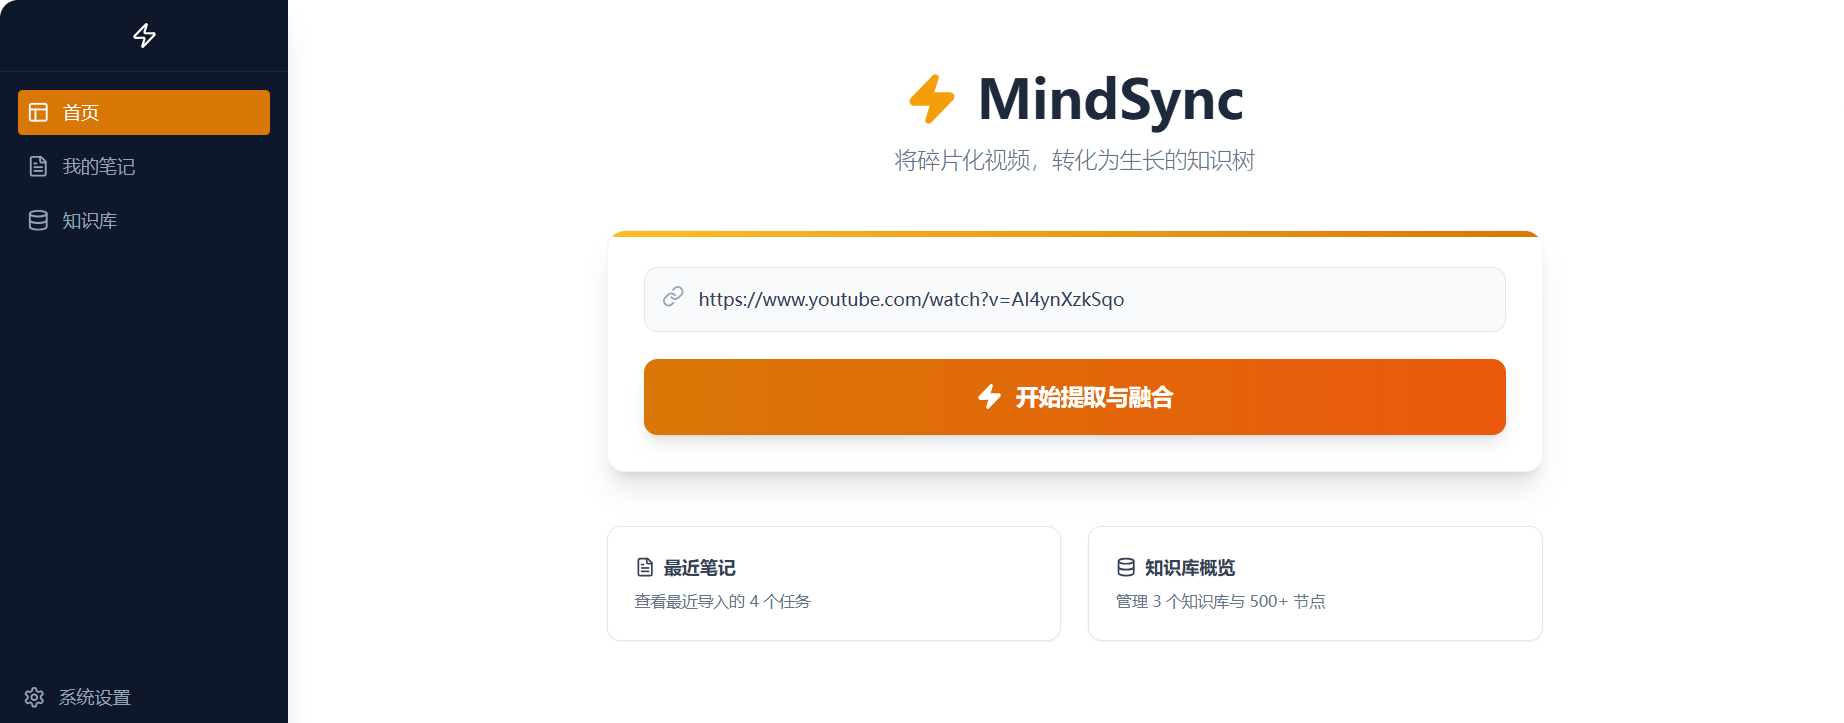 首页
我的笔记
知识库
系统设置
MindSync
将碎片化视频，转化为生长的知识树
https://www.youtube.com/watch?v=AI4ynXzkSqo
开始提取与融合
最近笔记
查看最近导入的 4 个任务
知识库概览
管理 3 个知识库与 500+ 节点